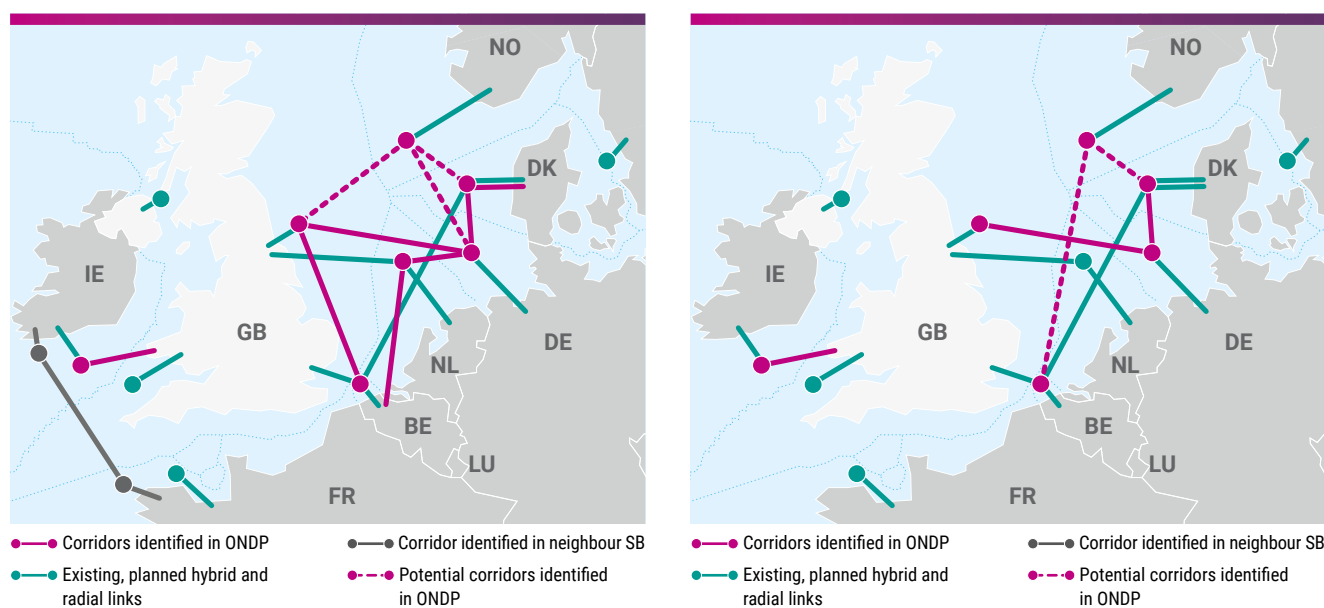 NO
DK
IE
GB
NL
DE
BE
LU
FR
Corridors identified in ONDP
Corridor identified in neighbour SB
Existing, planned hybrid and
radial links
Potential corridors identified
in ONDP
NO
DK
IE
GB
NL
DE
BE
LU
FR
Corridors identified in ONDP
Corridor identified in neighbour SB
Existing, planned hybrid and
radial links
Potential corridors identified
in ONDP